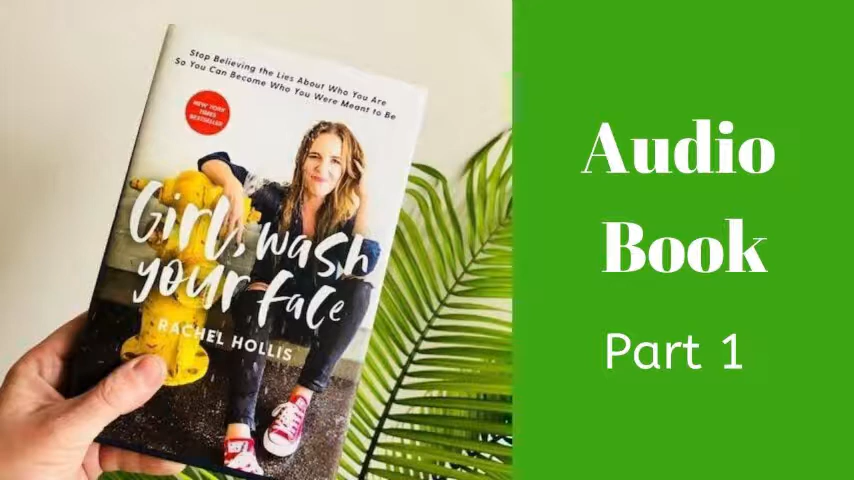 Stop Believing the Lies About Who You Are
So You Can Become Who You Were Meant to Be
NEW YORK
TIMES
BESTSELLER
Girl, wash
your face
RACHEL HOLLIS
Audio
Book
Part 1